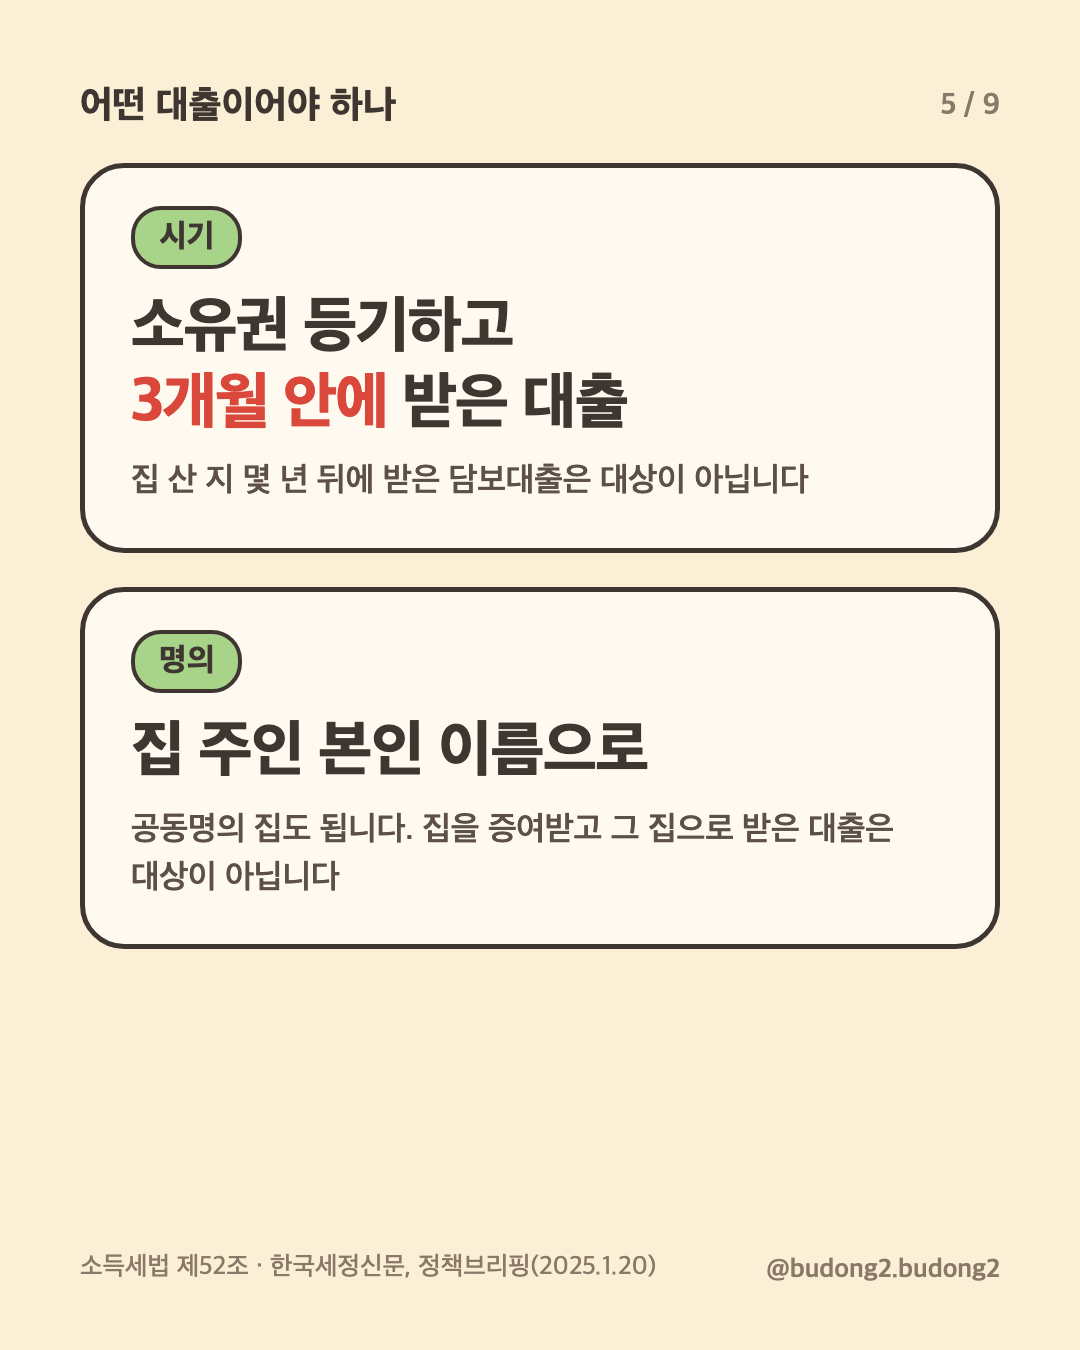 어떤 대출이어야 하나
5 / 9
시기
소유권 등기하고
3개월 안에 받은 대출
집 산 지 몇 년 뒤에 받은 담보대출은 대상이 아닙니다
명의
집 주인 본인 이름으로
공동명의 집도 됩니다. 집을 증여받고 그 집으로 받은 대출은
대상이 아닙니다
소득세법 제52조 · 한국세정신문, 정책브리핑(2025.1.20)
@budong2.budong2